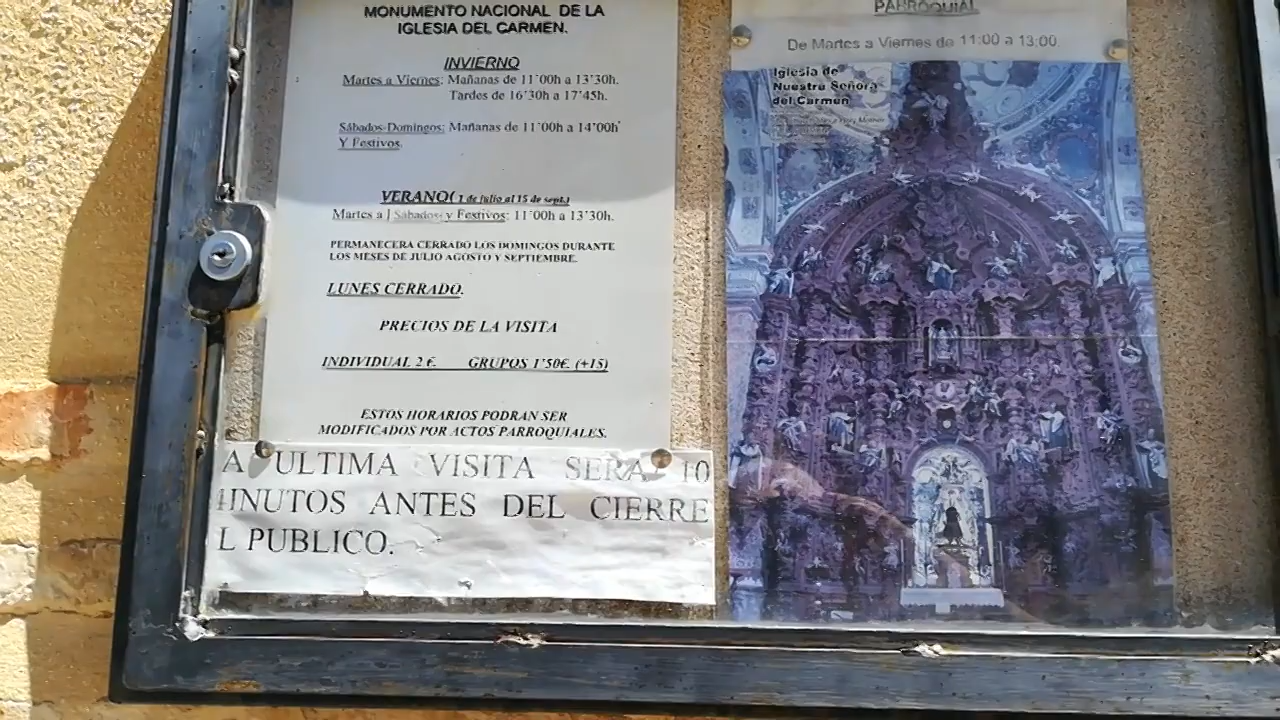 MONUMENTO NACIONAL DE LA
IGLESIA DEL CARMEN.
INVIERNO
Martes a Viernes: Mañanas de 11´00h a 13´30h.
Tardes de 16´30h a 17´45h.
Sábados-Domingos: Mañanas de 11´00h a 14´00h
Y Festivos.
VERANO( 1 de julio al 15 de sept.)
Martes a Sábados y Festivos: 11´00h a 13´30h.
PERMANECERA CERRADO LOS DOMINGOS DURANTE
LOS MESES DE JULIO AGOSTO Y SEPTIEMBRE.
LUNES CERRADO.
PRECIOS DE LA VISITA
INDIVIDUAL 2 €. GRUPOS 1´50€. (+15)
ESTOS HORARIOS PODRAN SER
MODIFICADOS POR ACTOS PARROQUIALES.
A ULTIMA VISITA SERA 10
INUTOS ANTES DEL CIERRE
L PUBLICO.
PARROQUIAL
De Martes a Viernes de 11:00 a 13:00.
Iglesia de
Nuestra Señora
del Carmen